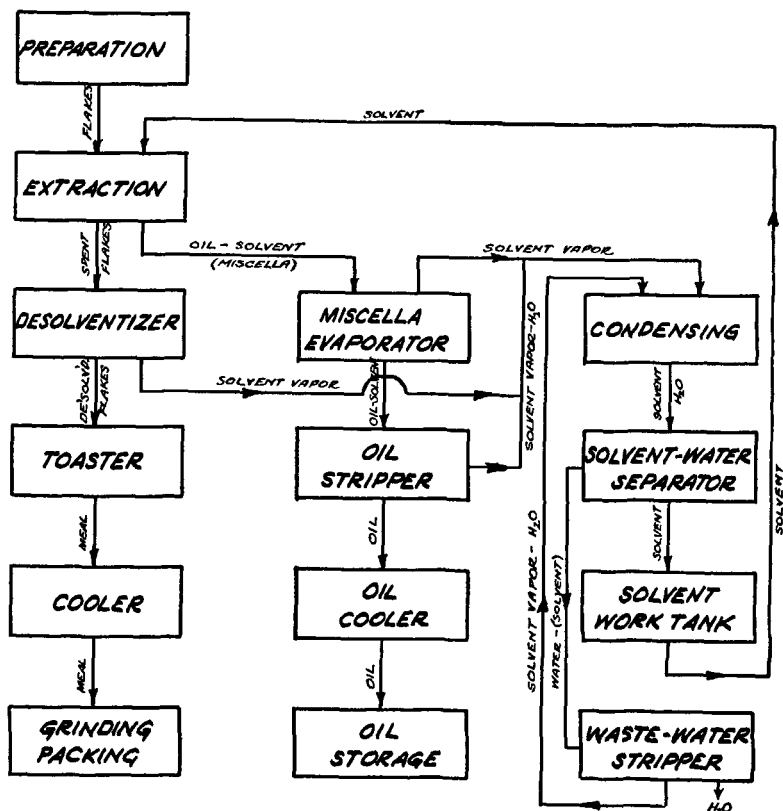 PREPARATION
FLAKES
SOLVENT
EXTRACTION
SPENT
FLAKES
OIL - SOLVENT
(MISCELLA)
SOLVENT VAPOR
DESOLVENTIZER
MISCELLA
EVAPORATOR
CONDENSING
DE'SOLV'D.
FLAKES
SOLVENT VAPOR
OIL-SOLVENT
SOLVENT VAPOR-H2O
SOLVENT
H2O
TOASTER
OIL
STRIPPER
SOLVENT-WATER
SEPARATOR
MEAL
OIL
SOLVENT VAPOR - H2O
WATER-(SOLVENT)
SOLVENT
SOLVENT
COOLER
OIL
COOLER
SOLVENT
WORK TANK
MEAL
OIL
GRINDING
PACKING
OIL
STORAGE
WASTE-WATER
STRIPPER
H2O